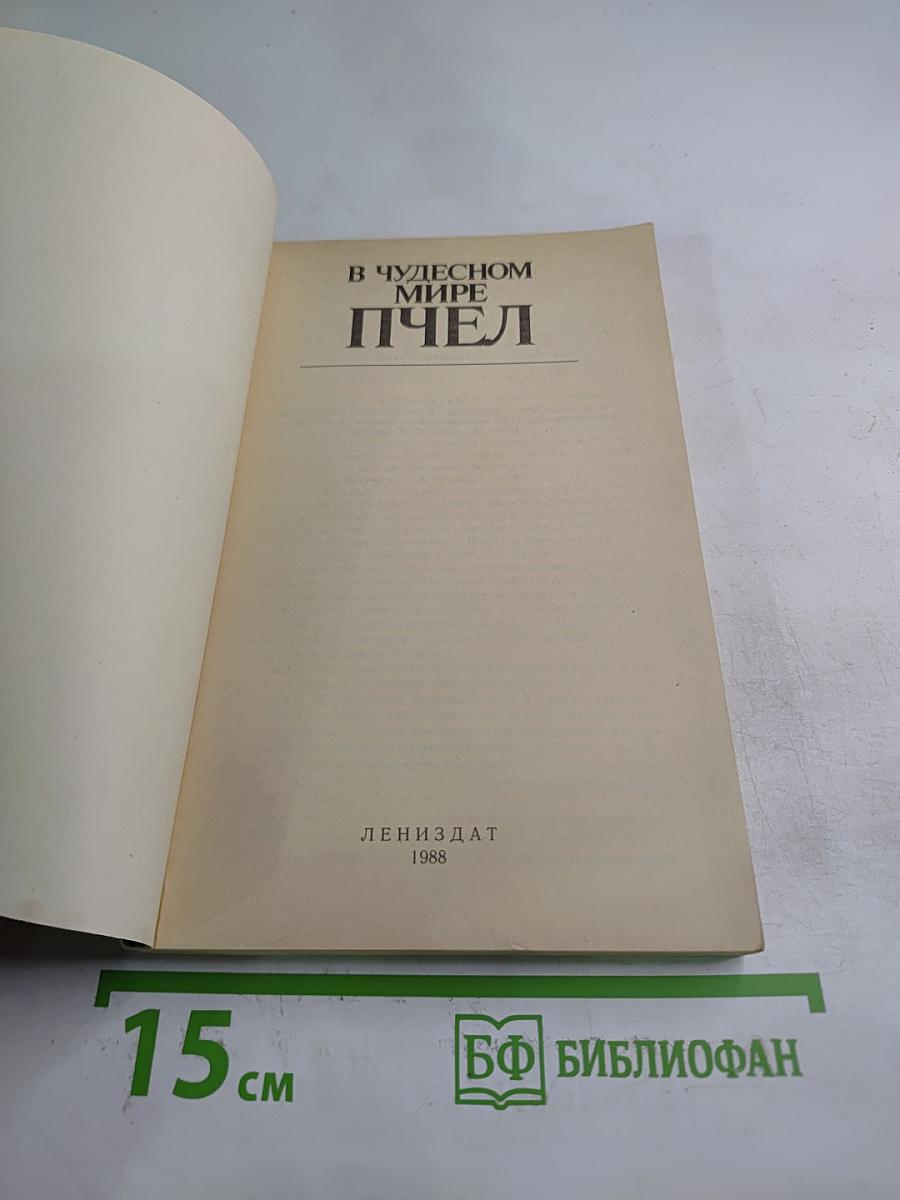 В ЧУДЕСНОМ
МИРЕ
ПЧЕЛ
ЛЕНИЗДАТ
1988
15 см
БФ БИБЛИОФАН